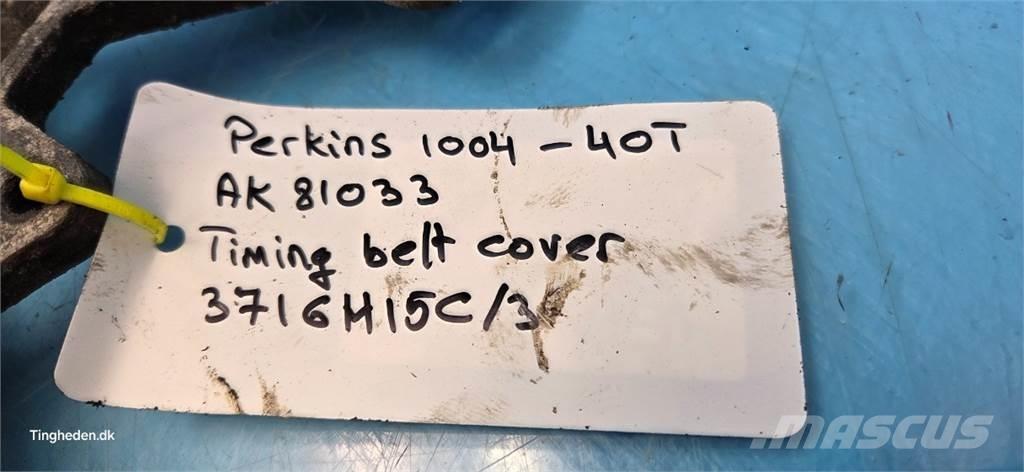 Perkins 1004 - 40T
AK 81033
Timing belt cover
3716H15C/3
Tingheden.dk
MASCUS